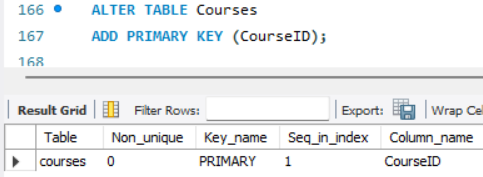 166 ALTER TABLE Courses
167 ADD PRIMARY KEY (CourseID);
168
Result Grid Filter Rows: Export: Wrap Cel
Table Non_unique Key_name Seq_in_index Column_name
courses 0 PRIMARY 1 CourseID